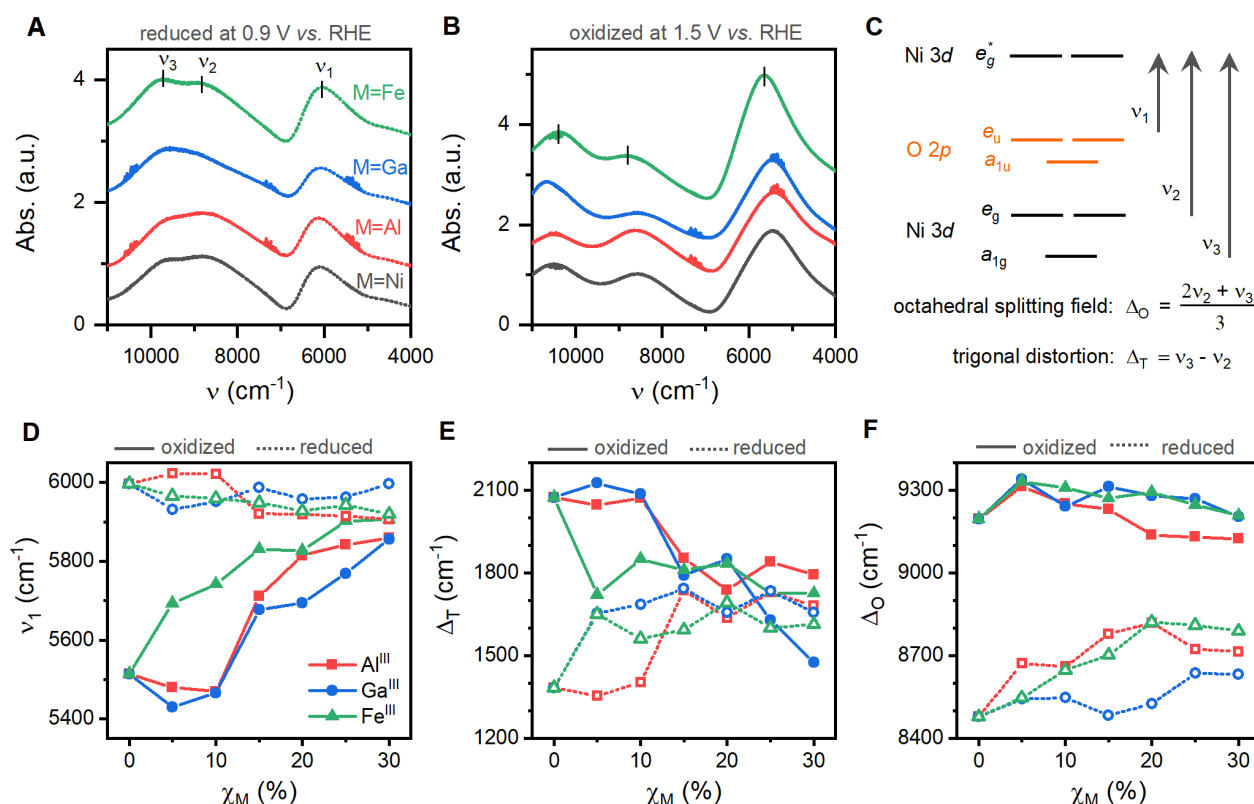 A
reduced at 0.9 V vs. RHE
ν3 ν2 ν1
M=Fe
M=Ga
M=Al
M=Ni
Abs. (a.u.)
4
2
0
10000 8000 6000 4000
ν (cm-1)
B
oxidized at 1.5 V vs. RHE
Abs. (a.u.)
4
2
0
10000 8000 6000 4000
ν (cm-1)
C
Ni 3d eg*
ν1
O 2p eu
a1u
ν2
Ni 3d eg
a1g
ν3
octahedral splitting field: ΔO = (2ν2 + ν3)/3
trigonal distortion: ΔT = ν3 - ν2
D
oxidized reduced
ν1 (cm-1)
6000
5800
5600
5400
AlIII
GaIII
FeIII
0 10 20 30
χM (%)
E
oxidized reduced
ΔT (cm-1)
2100
1800
1500
1200
0 10 20 30
χM (%)
F
oxidized reduced
ΔO (cm-1)
9300
9000
8700
8400
0 10 20 30
χM (%)